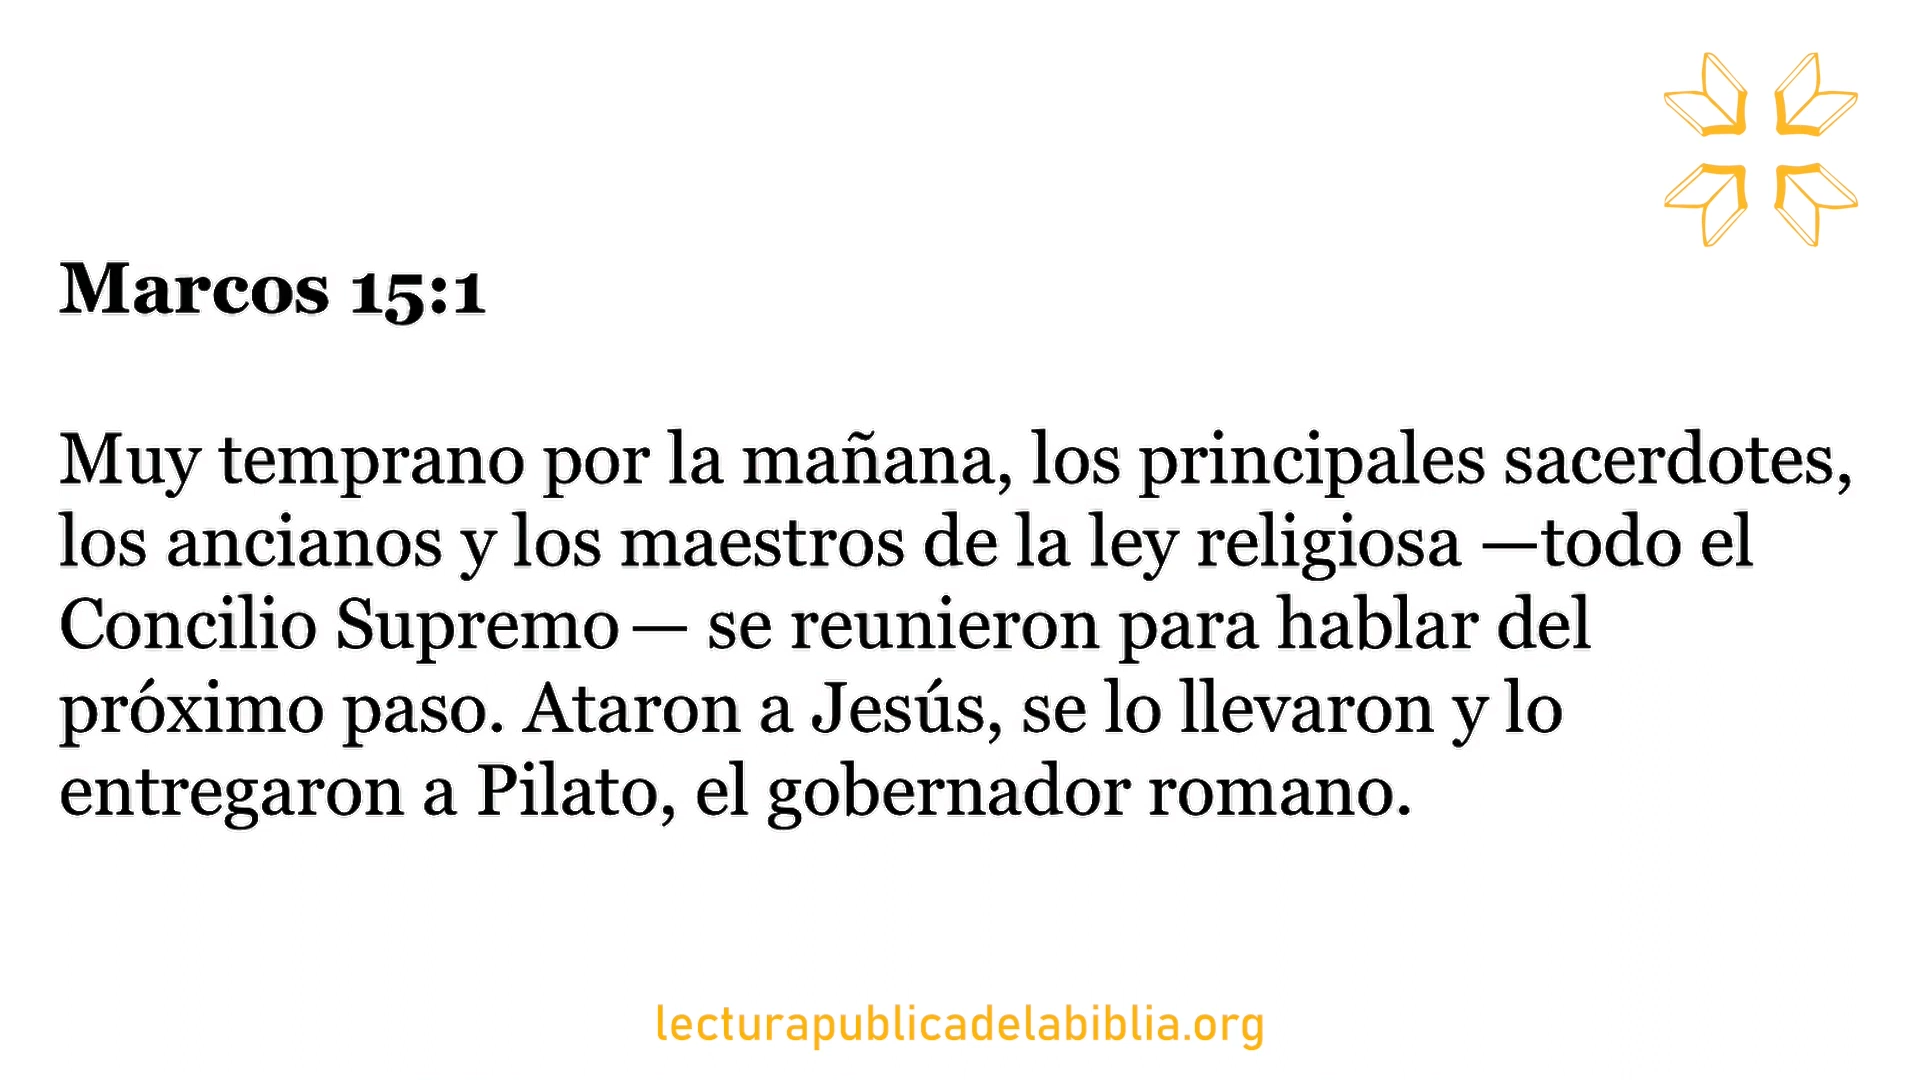 Marcos 15:1
Muy temprano por la mañana, los principales sacerdotes,
los ancianos y los maestros de la ley religiosa —todo el
Concilio Supremo — se reunieron para hablar del
próximo paso. Ataron a Jesús, se lo llevaron y lo
entregaron a Pilato, el gobernador romano.
lecturapublicadelabiblia.org